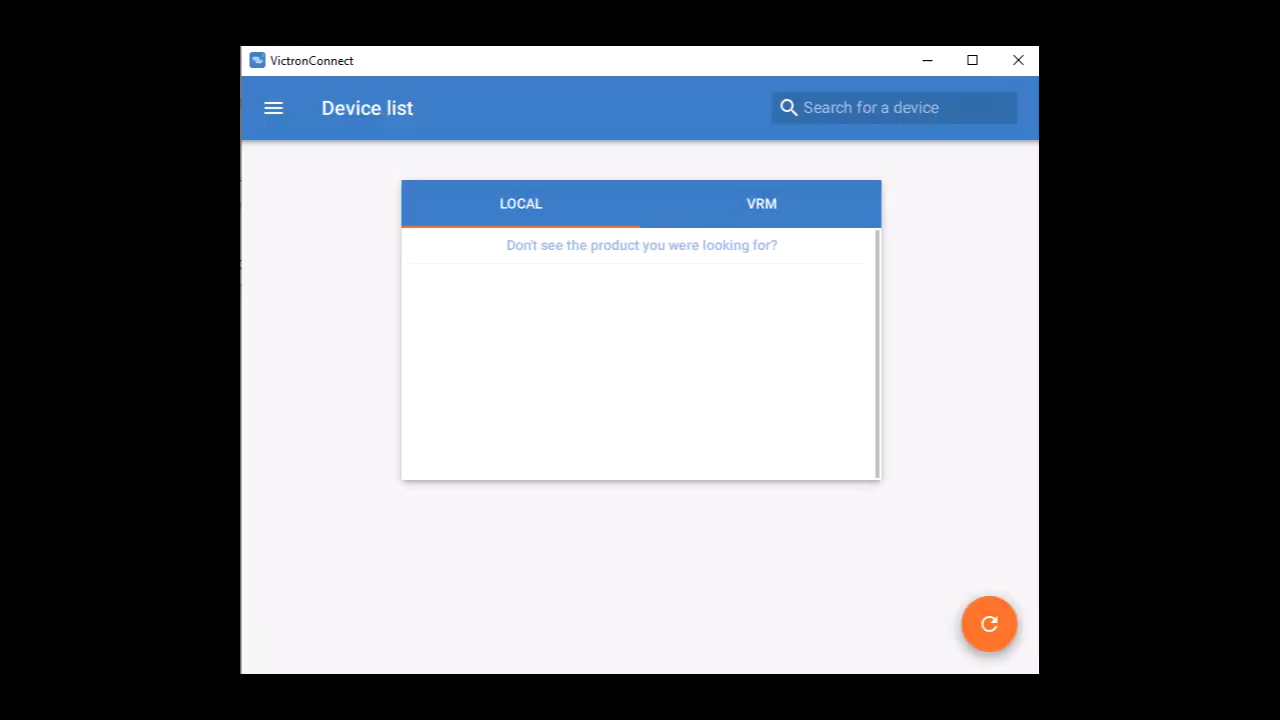 VictronConnect
Device list
Search for a device
LOCAL
VRM
Don't see the product you were looking for?